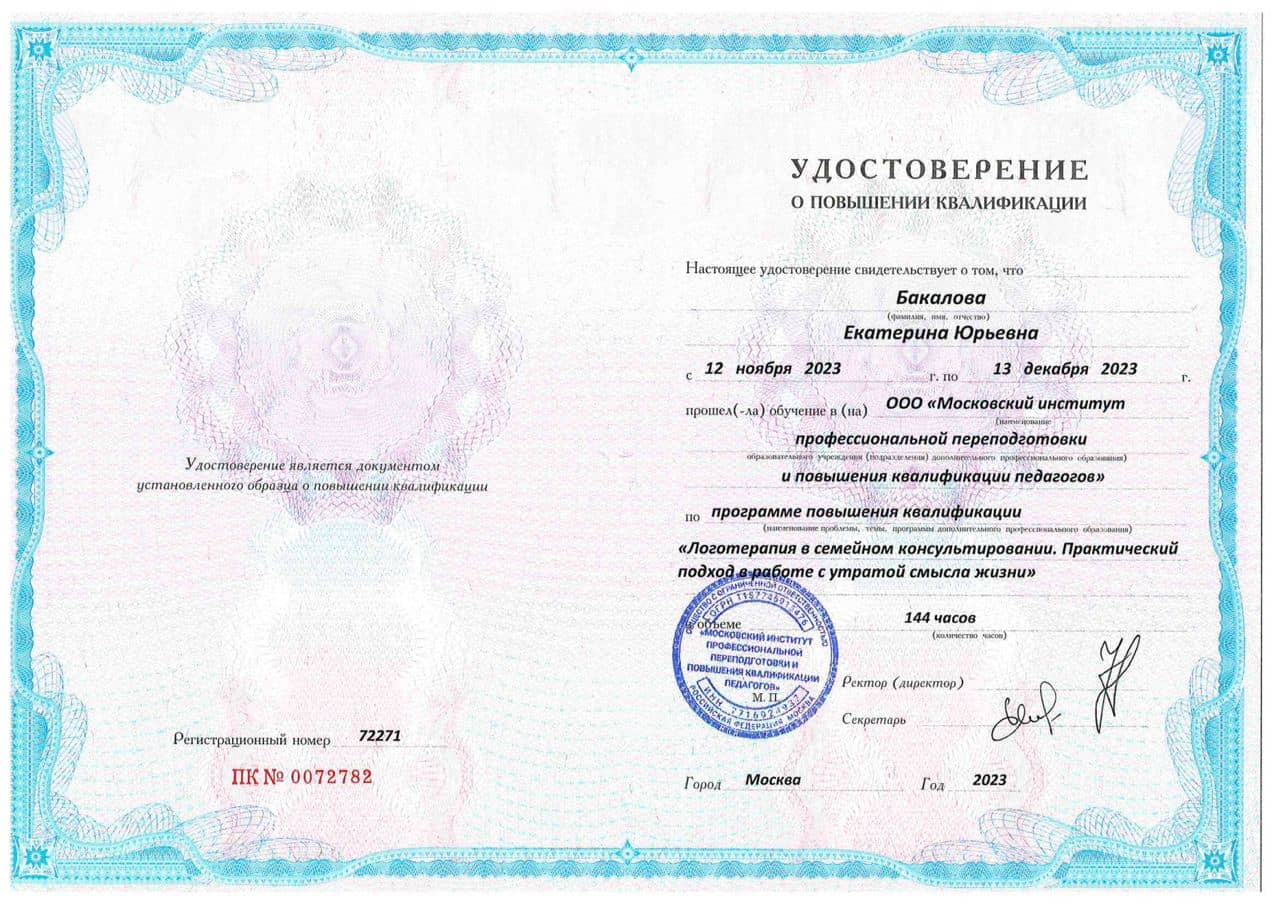 Удостоверение является документом
установленного образца о повышении квалификации
Регистрационный номер 72271
ПК № 0072782
УДОСТОВЕРЕНИЕ
О ПОВЫШЕНИИ КВАЛИФИКАЦИИ
Настоящее удостоверение свидетельствует о том, что
Бакалова
(фамилия, имя, отчество)
Екатерина Юрьевна
с 12 ноября 2023 г. по 13 декабря 2023 г.
прошел(-ла) обучение в (на) ООО «Московский институт
(наименование
профессиональной переподготовки
образовательного учреждения (подразделения) дополнительного профессионального образования)
и повышения квалификации педагогов»
по программе повышения квалификации
(наименование проблемы, темы, программы дополнительного профессионального образования)
«Логотерапия в семейном консультировании. Практический
подход в работе с утратой смысла жизни»
в объеме 144 часов
(количество часов)
ОБЩЕСТВО С ОГРАНИЧЕННОЙ ОТВЕТСТВЕННОСТЬЮ
ОГРН
«МОСКОВСКИЙ ИНСТИТУТ
ПРОФЕССИОНАЛЬНОЙ
ПЕРЕПОДГОТОВКИ И
ПОВЫШЕНИЯ КВАЛИФИКАЦИИ
ПЕДАГОГОВ»
М. П.
ИНН
РОССИЙСКАЯ ФЕДЕРАЦИЯ МОСКВА
Ректор (директор)
Секретарь
Город Москва Год 2023